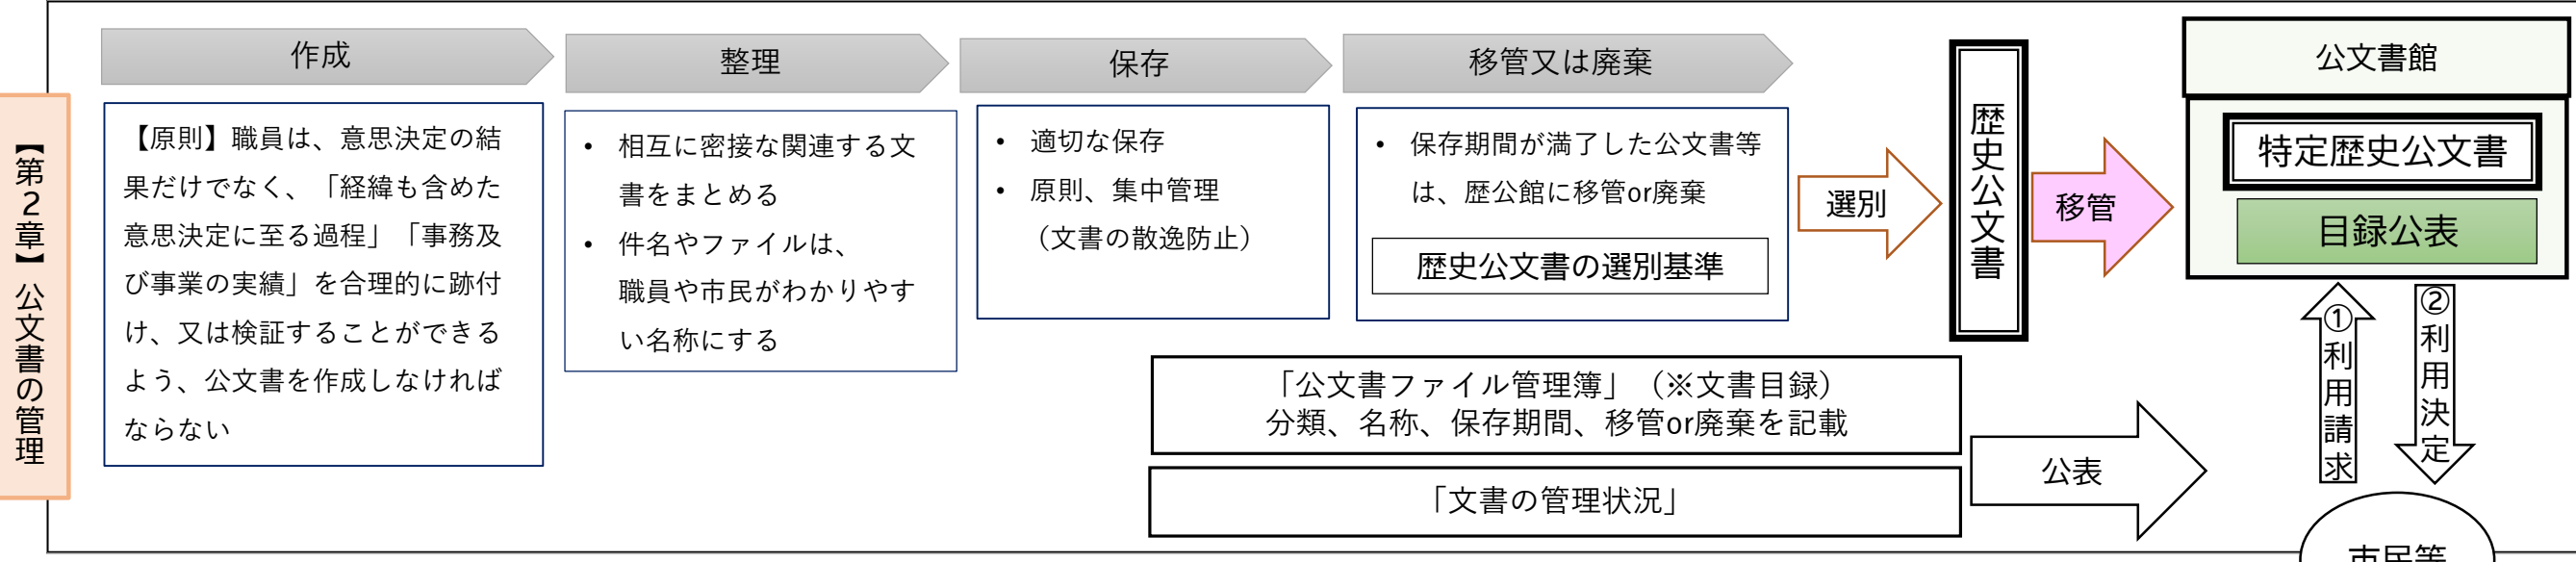 【第2章】公文書の管理
作成
【原則】職員は、意思決定の結
果だけでなく、「経緯も含めた
意思決定に至る過程」「事務及
び事業の実績」を合理的に跡付
け、又は検証することができる
よう、公文書を作成しなければ
ならない
整理
• 相互に密接な関連する文
書をまとめる
• 件名やファイルは、
職員や市民がわかりやす
い名称にする
保存
• 適切な保存
• 原則、集中管理
（文書の散逸防止）
移管又は廃棄
• 保存期間が満了した公文書等
は、歴公館に移管or廃棄
歴史公文書の選別基準
選別
歴史公文書
移管
公文書館
特定歴史公文書
目録公表
①利用請求
②利用決定
「公文書ファイル管理簿」（※文書目録）
分類、名称、保存期間、移管or廃棄を記載
「文書の管理状況」
公表
市民等